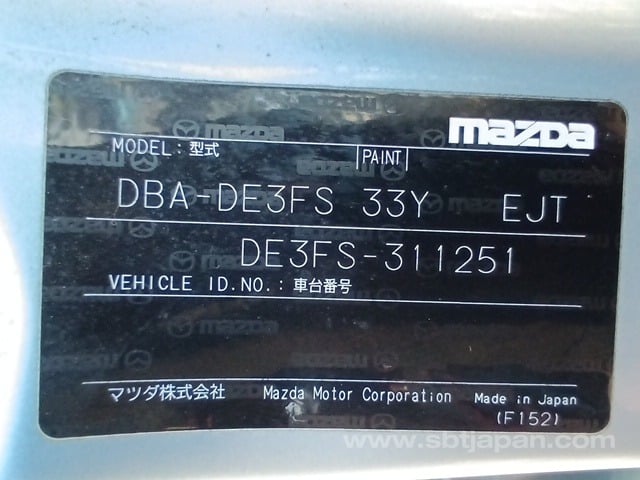 mazda
MODEL : 型式 PAINT
DBA-DE3FS 33Y EJT
DE3FS-311251
VEHICLE ID.NO. : 車台番号
マツダ株式会社 Mazda Motor Corporation Made in Japan
(F152)
www.sbtjapan.com